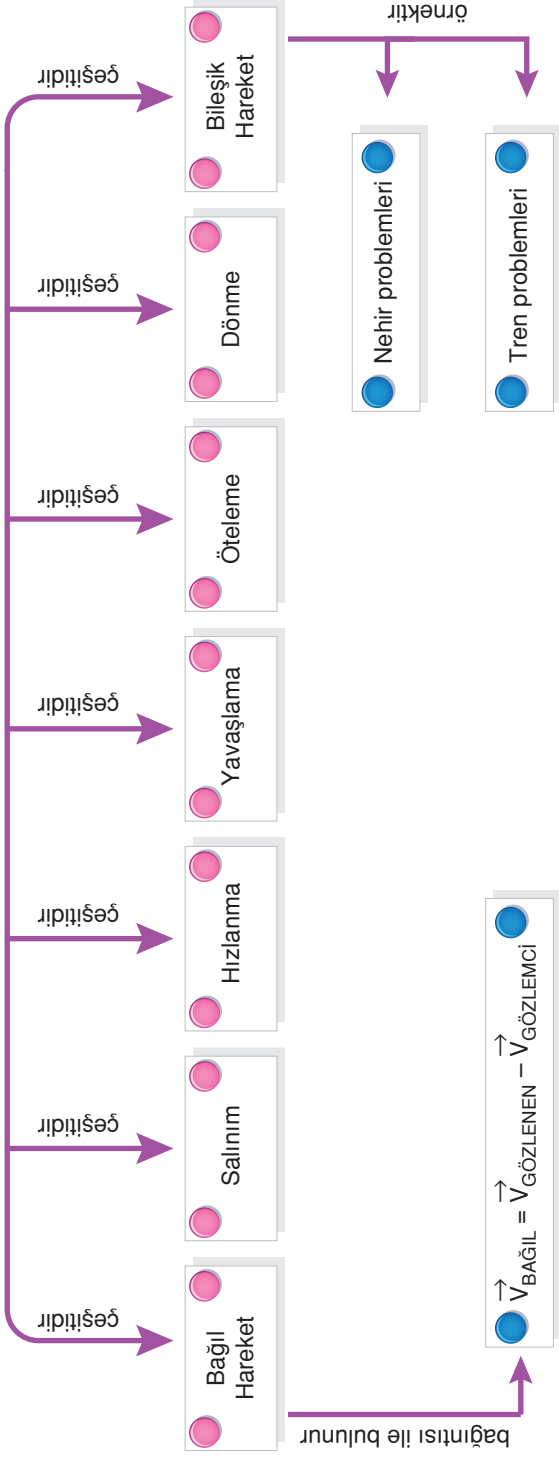 çeşitidir
çeşitidir
çeşitidir
çeşitidir
çeşitidir
çeşitidir
çeşitidir
Bağıl
Hareket
Salınım
Hızlanma
Yavaşlama
Öteleme
Dönme
Bileşik
Hareket
bağıntısı ile bulunur
V⃗BAĞIL = V⃗GÖZLENEN – V⃗GÖZLEMCİ
örnektir
Nehir problemleri
Tren problemleri